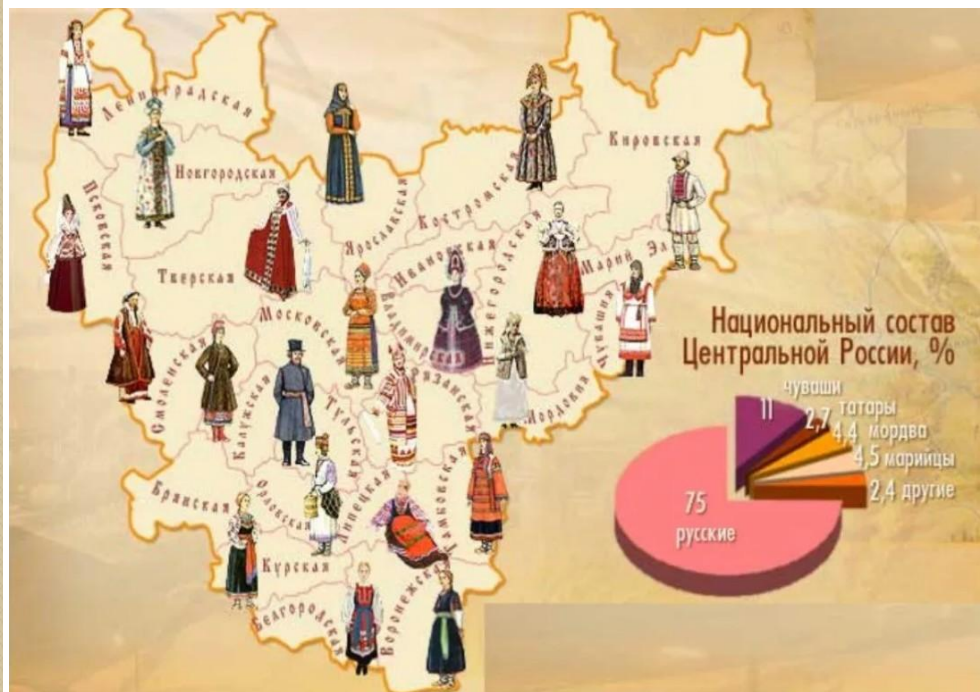 Ленинградская
Новгородская
Псковская
Кировская
Костромская
Ярославская
Тверская
Ивановская
Нижегородская
Марий Эл
Чувашия
Московская
Владимирская
Смоленская
Калужская
Тульская
Рязанская
Мордовия
Брянская
Орловская
Липецкая
Тамбовская
Курская
Белгородская
Воронежская
Национальный состав
Центральной России, %
11 чуваши
2,7 татары
4,4 мордва
4,5 марийцы
2,4 другие
75
русские